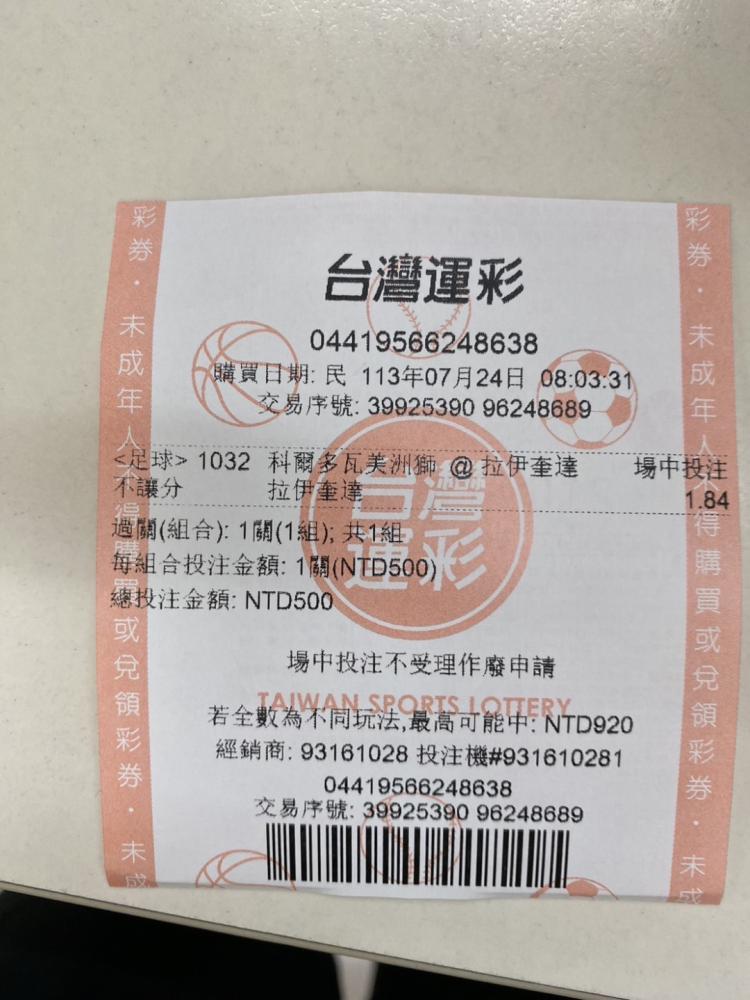 台灣運彩
04419566248638
購買日期: 民 113年07月24日 08:03:31
交易序號: 39925390 96248689
<足球> 1032 科爾多瓦美洲獅 @ 拉伊奎達 場中投注
不讓分 拉伊奎達 1.84
過關(組合): 1關(1組); 共1組
每組合投注金額: 1關(NTD500)
總投注金額: NTD500
台灣
運彩
場中投注不受理作廢申請
TAIWAN SPORTS LOTTERY
若全數為不同玩法,最高可能中: NTD920
經銷商: 93161028 投注機#931610281
04419566248638
交易序號: 39925390 96248689
彩券・未成年人不得購買或兌領彩券・未成
彩券・未成年人不得購買或兌領彩券・未成